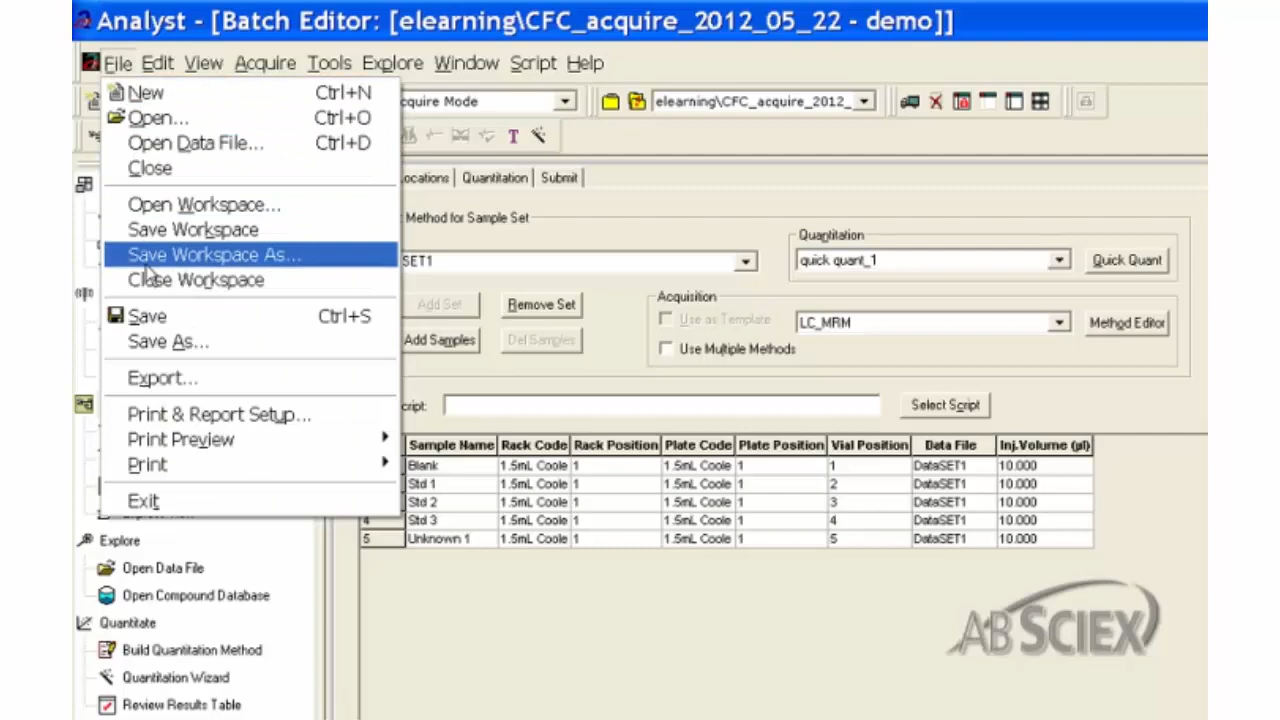 Analyst - [Batch Editor: [elearning\CFC_acquire_2012_05_22 - demo]]
File Edit View Acquire Tools Explore Window Script Help
New Ctrl+N
Open... Ctrl+O
Open Data File... Ctrl+D
Close
Open Workspace...
Save Workspace
Save Workspace As...
Close Workspace
Save Ctrl+S
Save As...
Export...
Print & Report Setup...
Print Preview
Print
Exit
Explore
Open Data File
Open Compound Database
Quantitate
Build Quantitation Method
Quantitation Wizard
Review Results Table
cquire Mode
elearning\CFC_acquire_2012_
T
ocations Quantitation Submit
Method for Sample Set
SET1
Quantitation
quick quant_1 Quick Quant
Add Set Remove Set
Add Samples Del Samples
Acquisition
Use as Template LC_MRM Method Editor
Use Multiple Methods
cript: Select Script
Sample Name Rack Code Rack Position Plate Code Plate Position Vial Position Data File Inj.Volume (µl)
Blank 1.5mL Coole 1 1.5mL Coole 1 1 DataSET1 10.000
Std 1 1.5mL Coole 1 1.5mL Coole 1 2 DataSET1 10.000
Std 2 1.5mL Coole 1 1.5mL Coole 1 3 DataSET1 10.000
4 Std 3 1.5mL Coole 1 1.5mL Coole 1 4 DataSET1 10.000
5 Unknown 1 1.5mL Coole 1 1.5mL Coole 1 5 DataSET1 10.000
AB SCIEX